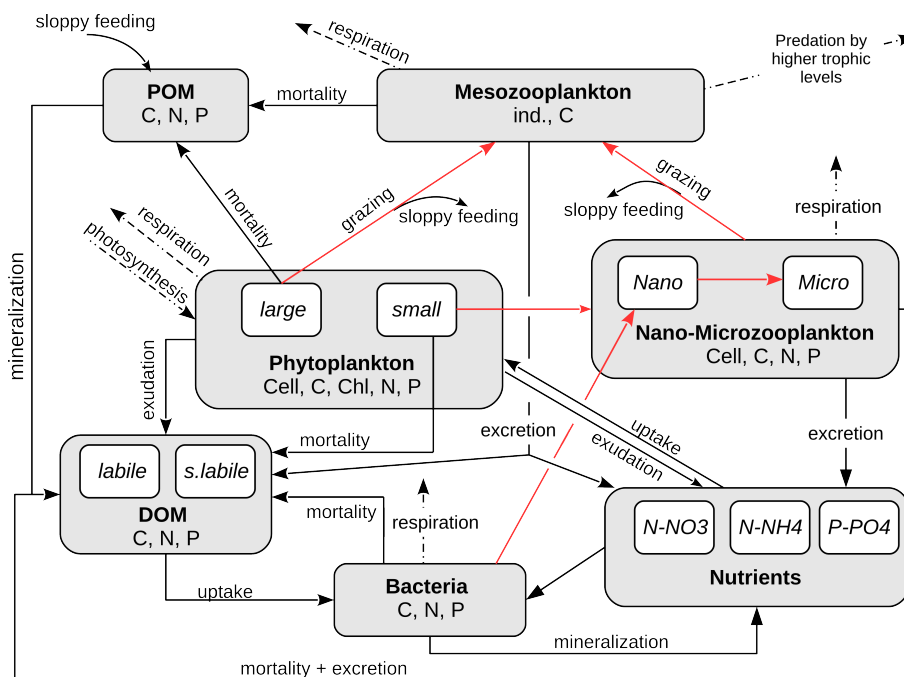 sloppy feeding
respiration
Predation by
higher trophic
levels
POM
C, N, P
mortality
Mesozooplankton
ind., C
mortality
grazing
sloppy feeding
grazing
sloppy feeding
respiration
respiration
photosynthesis
mineralization
large
small
Phytoplankton
Cell, C, Chl, N, P
Nano
Micro
Nano-Microzooplankton
Cell, C, N, P
exudation
mortality
excretion
uptake
exudation
excretion
labile
s.labile
DOM
C, N, P
mortality
respiration
N-NO3
N-NH4
P-PO4
Nutrients
uptake
Bacteria
C, N, P
mineralization
mortality + excretion